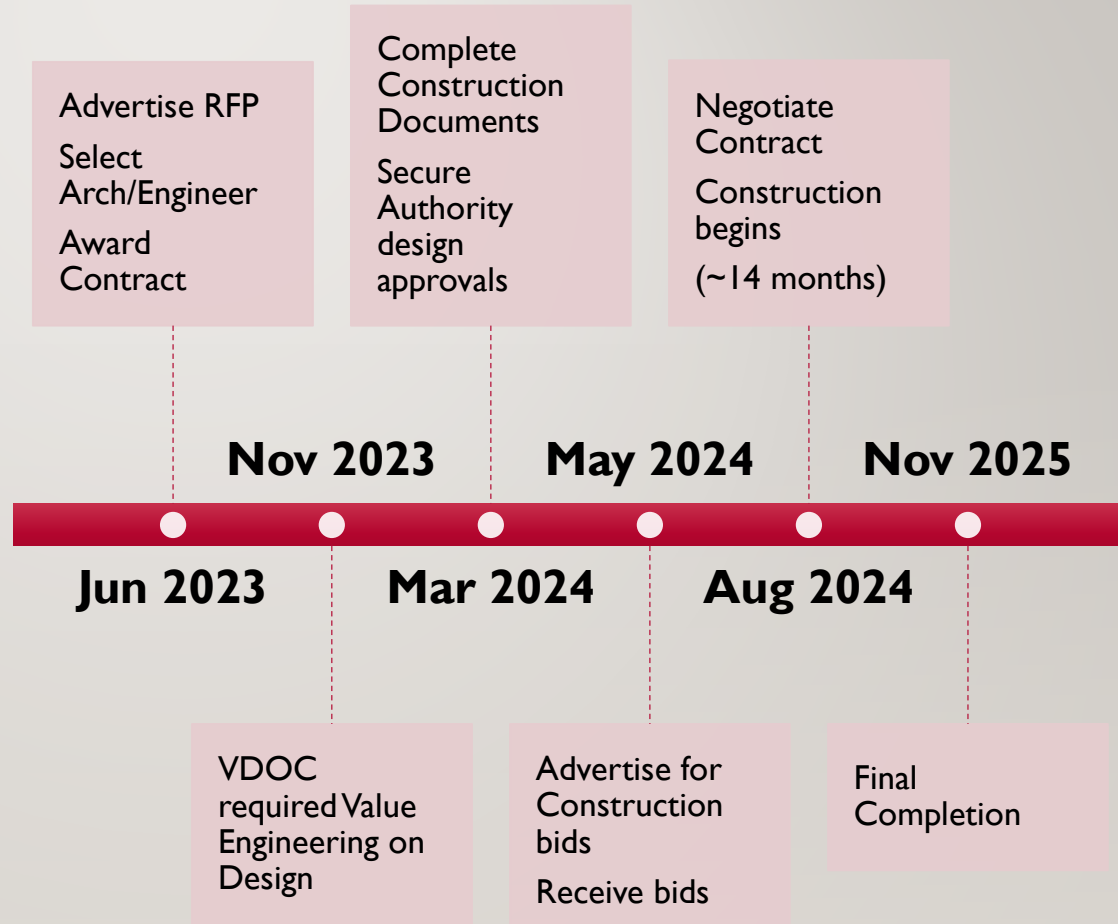 Advertise RFP
Select
Arch/Engineer
Award
Contract
Complete
Construction
Documents
Secure
Authority
design
approvals
Negotiate
Contract
Construction
begins
(~14 months)
Nov 2023
May 2024
Nov 2025
Jun 2023
Mar 2024
Aug 2024
VDOC
required Value
Engineering on
Design
Advertise for
Construction
bids
Receive bids
Final
Completion